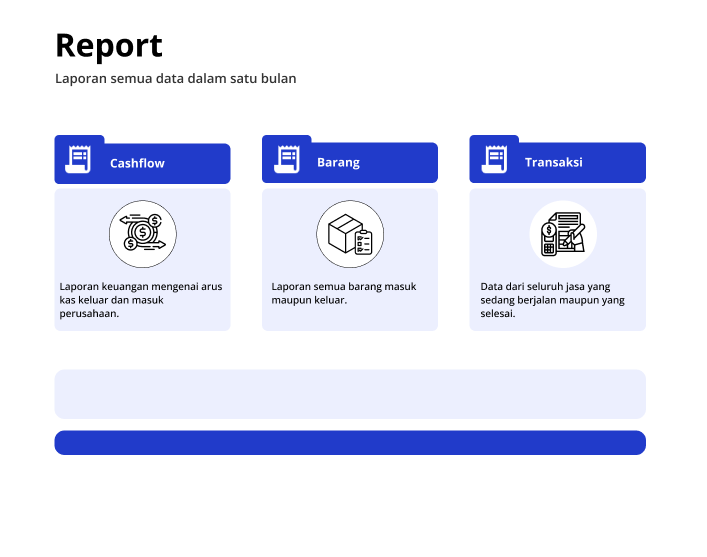 Report
Laporan semua data dalam satu bulan
Cashflow
Barang
Transaksi
Laporan keuangan mengenai arus
kas keluar dan masuk
perusahaan.
Laporan semua barang masuk
maupun keluar.
Data dari seluruh jasa yang
sedang berjalan maupun yang
selesai.